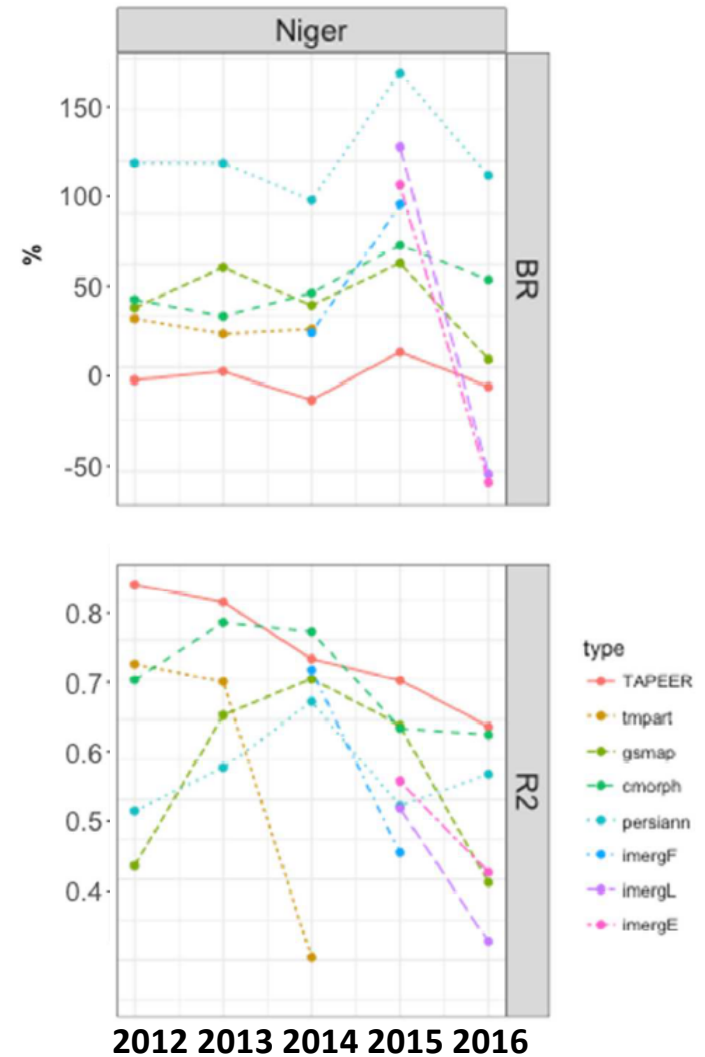 Niger
150
100
50
0
-50
%
BR
0.8
0.7
0.6
0.5
0.4
R2
type
TAPEER
tmpart
gsmap
cmorph
persiann
imergF
imergL
imergE
2012 2013 2014 2015 2016